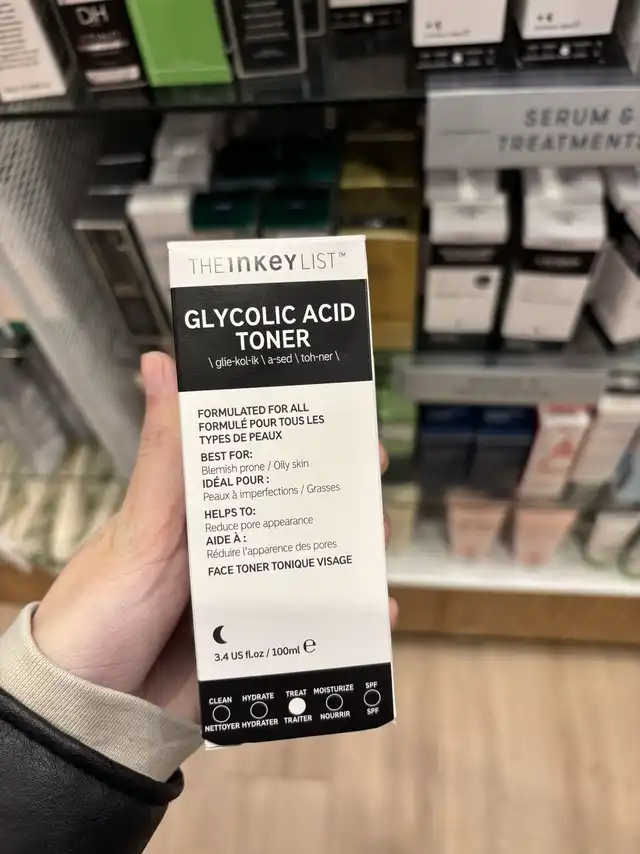 DH
SERUM &
TREATMENT
THE INKEY LIST™
GLYCOLIC ACID
TONER
\ glie-kol-ik \ a-sed \ toh-ner \
FORMULATED FOR ALL
FORMULÉ POUR TOUS LES
TYPES DE PEAUX
BEST FOR:
Blemish prone / Oily skin
IDÉAL POUR :
Peaux à imperfections / Grasses
HELPS TO:
Reduce pore appearance
AIDE À :
Réduire l'apparence des pores
FACE TONER TONIQUE VISAGE
3.4 US fl.oz / 100ml ℮
CLEAN HYDRATE TREAT MOISTURIZE SPF
NETTOYER HYDRATER TRAITER NOURRIR SPF